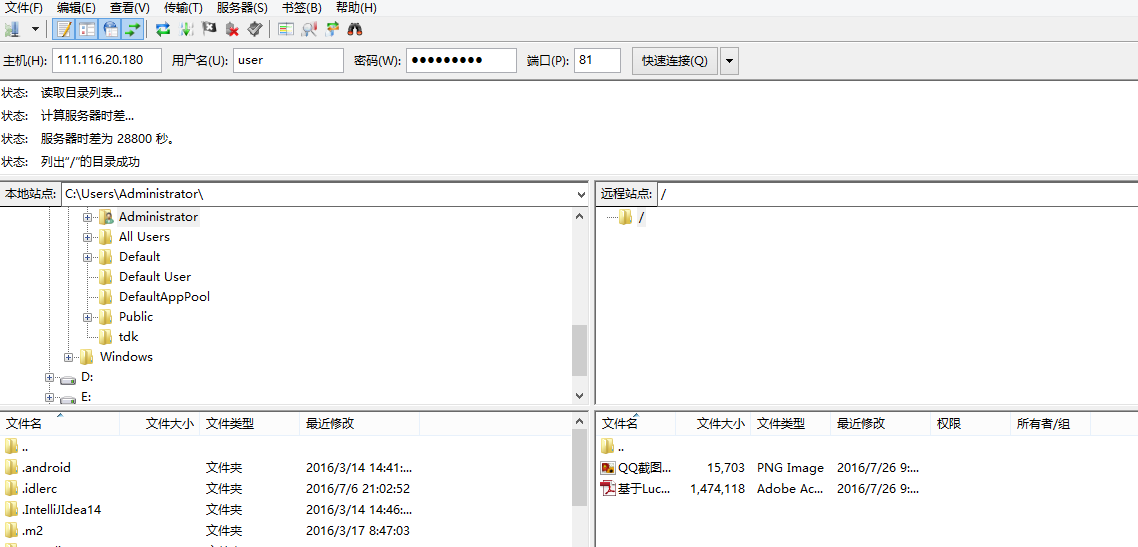 文件(F) 编辑(E) 查看(V) 传输(T) 服务器(S) 书签(B) 帮助(H)
主机(H): 111.116.20.180 用户名(U): user 密码(W): ●●●●●●●●● 端口(P): 81 快速连接(Q)
状态: 读取目录列表...
状态: 计算服务器时差...
状态: 服务器时差为 28800 秒。
状态: 列出“/”的目录成功
本地站点: C:\Users\Administrator\
Administrator
All Users
Default
Default User
DefaultAppPool
Public
tdk
Windows
D:
E:
远程站点: /
/
文件名 文件大小 文件类型 最近修改
..
.android 文件夹 2016/3/14 14:41:...
.idlerc 文件夹 2016/7/6 21:02:52
.IntelliJIdea14 文件夹 2016/3/14 14:46:...
.m2 文件夹 2016/3/17 8:47:03
文件名 文件大小 文件类型 最近修改 权限 所有者/组
..
QQ截图... 15,703 PNG Image 2016/7/26 9:...
基于Luc... 1,474,118 Adobe Ac... 2016/7/26 9:...